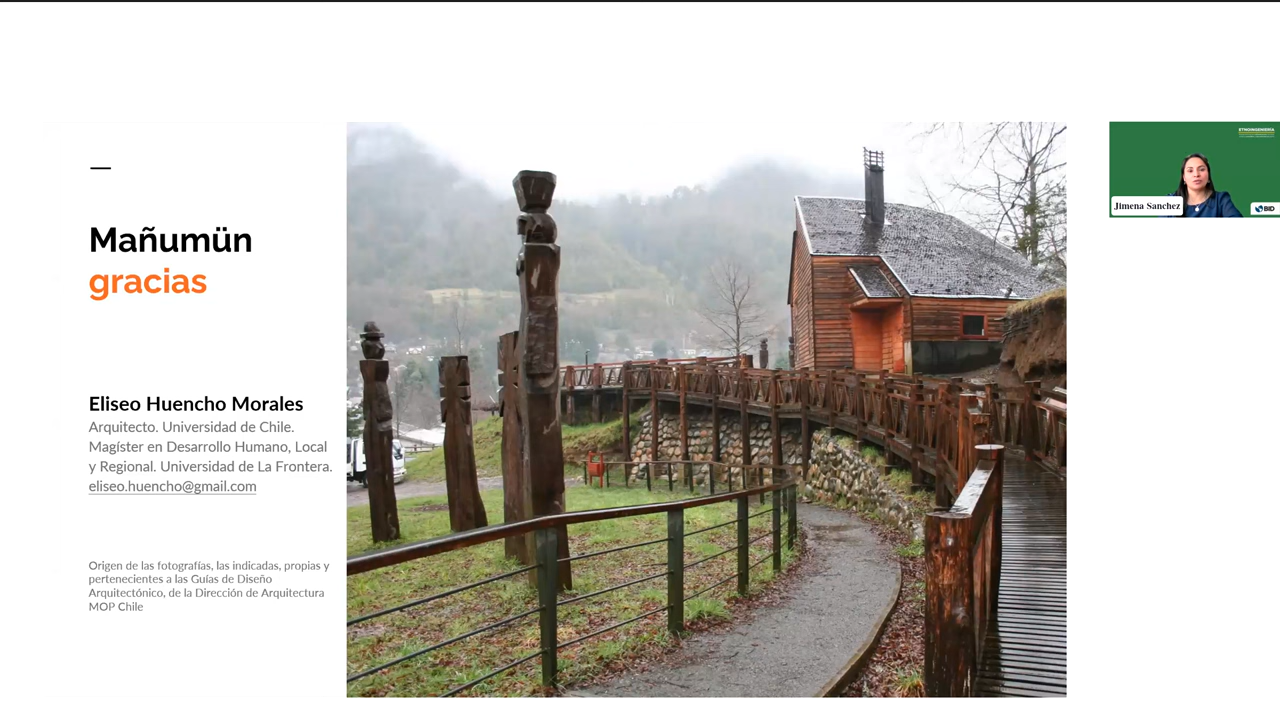 Mañumün
gracias
Eliseo Huencho Morales
Arquitecto. Universidad de Chile.
Magíster en Desarrollo Humano, Local
y Regional. Universidad de La Frontera.
eliseo.huencho@gmail.com
Origen de las fotografías, las indicadas, propias y
pertenecientes a las Guías de Diseño
Arquitectónico, de la Dirección de Arquitectura
MOP Chile
ETNOINGENIERÍA
Jimena Sanchez
BID